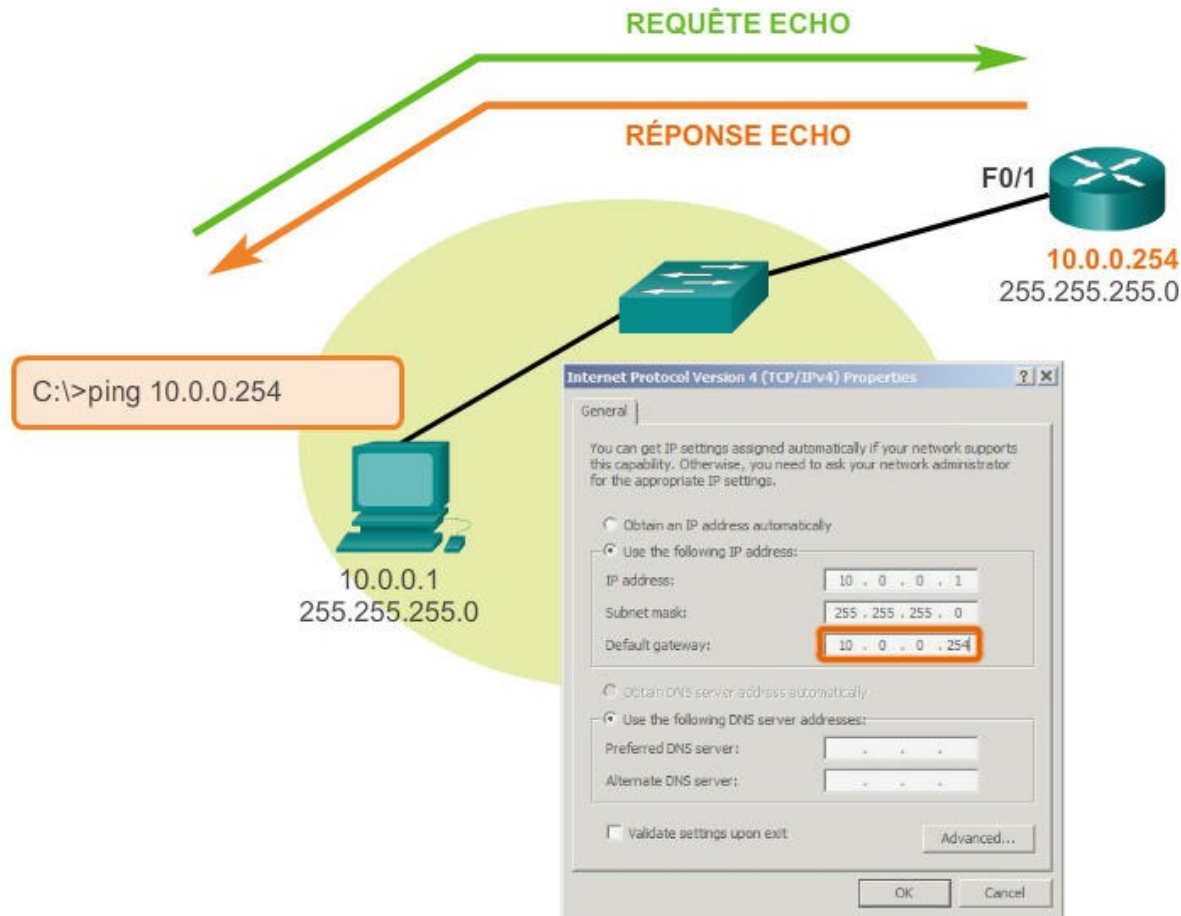 REQUÊTE ECHO
RÉPONSE ECHO
F0/1
10.0.0.254
255.255.255.0
C:\>ping 10.0.0.254
10.0.0.1
255.255.255.0
Internet Protocol Version 4 (TCP/IPv4) Properties
General
You can get IP settings assigned automatically if your network supports
this capability. Otherwise, you need to ask your network administrator
for the appropriate IP settings.
Obtain an IP address automatically
Use the following IP address:
IP address: 10 . 0 . 0 . 1
Subnet mask: 255 . 255 . 255 . 0
Default gateway: 10 . 0 . 0 . 254
Obtain DNS server address automatically
Use the following DNS server addresses:
Preferred DNS server: . . .
Alternate DNS server: . . .
Validate settings upon exit
Advanced...
OK
Cancel